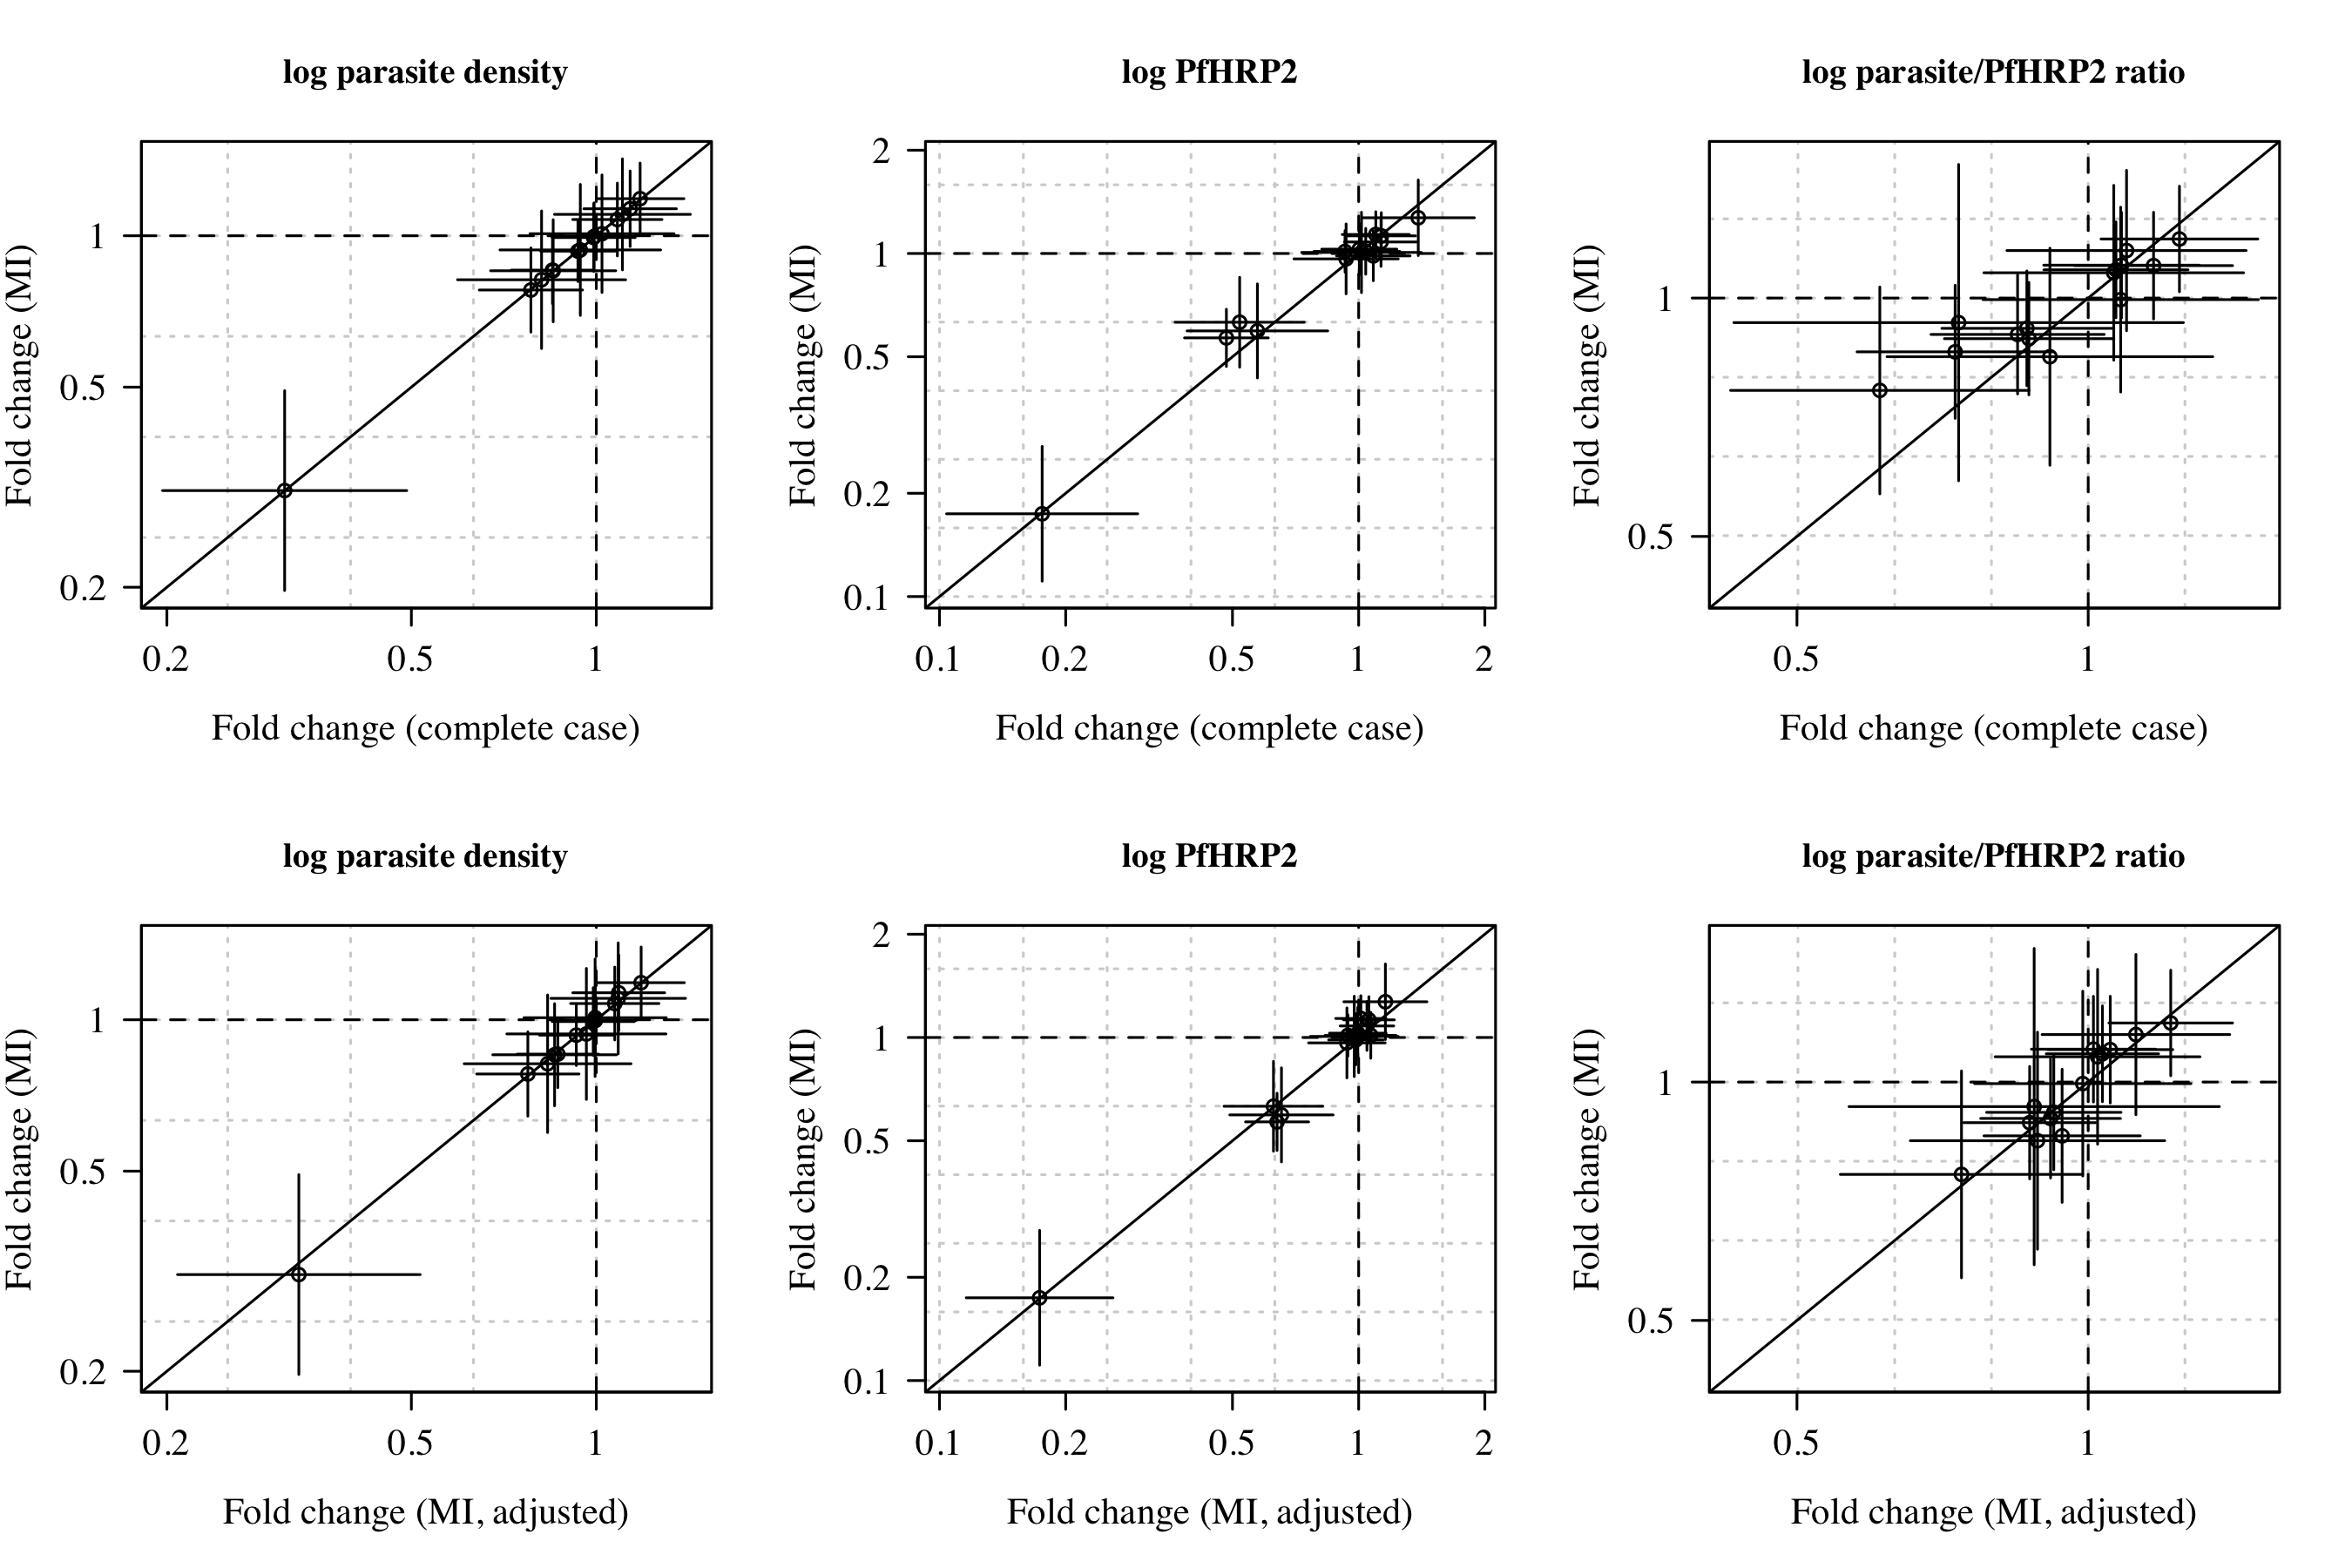 log parasite density
log PfHRP2
log parasite/PfHRP2 ratio
Fold change (MI)
1
0.5
0.2
0.2
0.5
1
Fold change (complete case)
Fold change (MI)
2
1
0.5
0.2
0.1
0.1
0.2
0.5
1
2
Fold change (complete case)
Fold change (MI)
1
0.5
0.5
1
Fold change (complete case)
log parasite density
log PfHRP2
log parasite/PfHRP2 ratio
Fold change (MI)
1
0.5
0.2
0.2
0.5
1
Fold change (MI, adjusted)
Fold change (MI)
2
1
0.5
0.2
0.1
0.1
0.2
0.5
1
2
Fold change (MI, adjusted)
Fold change (MI)
1
0.5
0.5
1
Fold change (MI, adjusted)